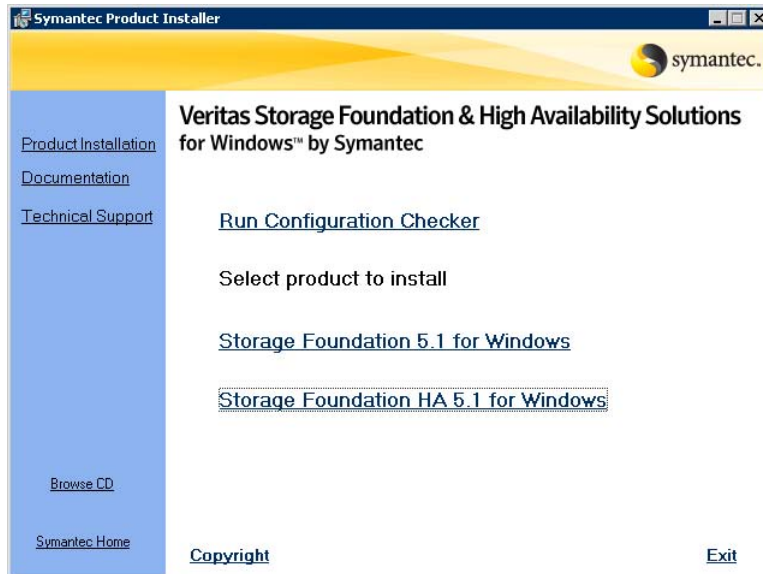 Symantec Product Installer
symantec.
Veritas Storage Foundation & High Availability Solutions
for Windows™ by Symantec
Product Installation
Documentation
Technical Support
Run Configuration Checker
Select product to install
Storage Foundation 5.1 for Windows
Storage Foundation HA 5.1 for Windows
Browse CD
Symantec Home
Copyright
Exit